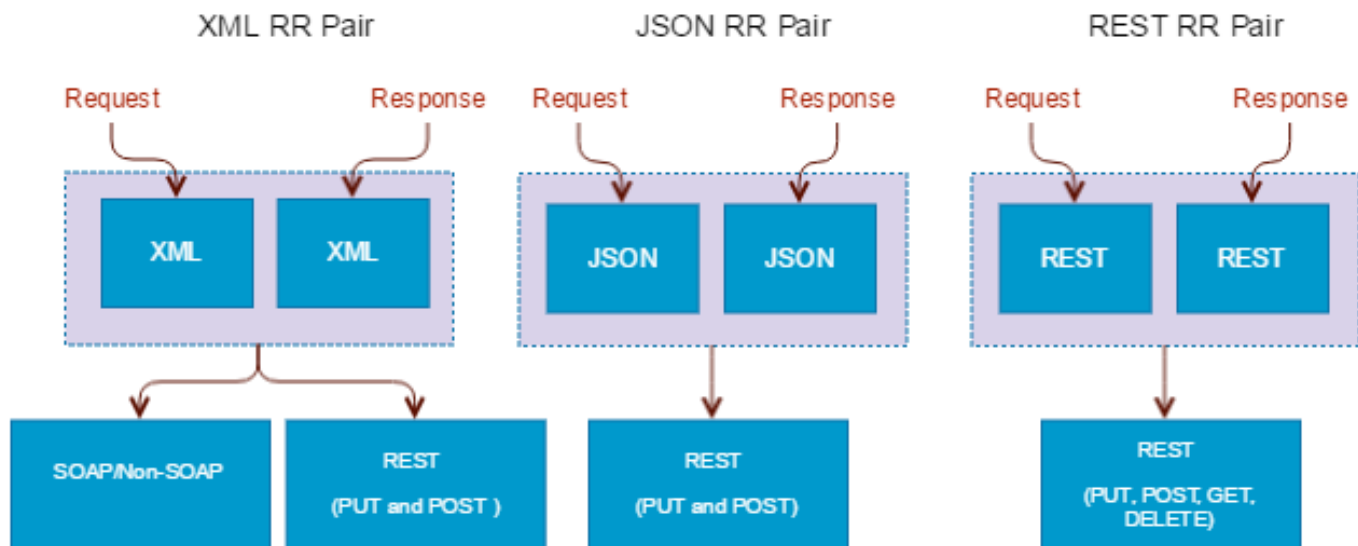 XML RR Pair
JSON RR Pair
REST RR Pair
Request
Response
Request
Response
Request
Response
XML
XML
JSON
JSON
REST
REST
SOAP/Non-SOAP
REST
(PUT and POST )
REST
(PUT and POST)
REST
(PUT, POST, GET,
DELETE)